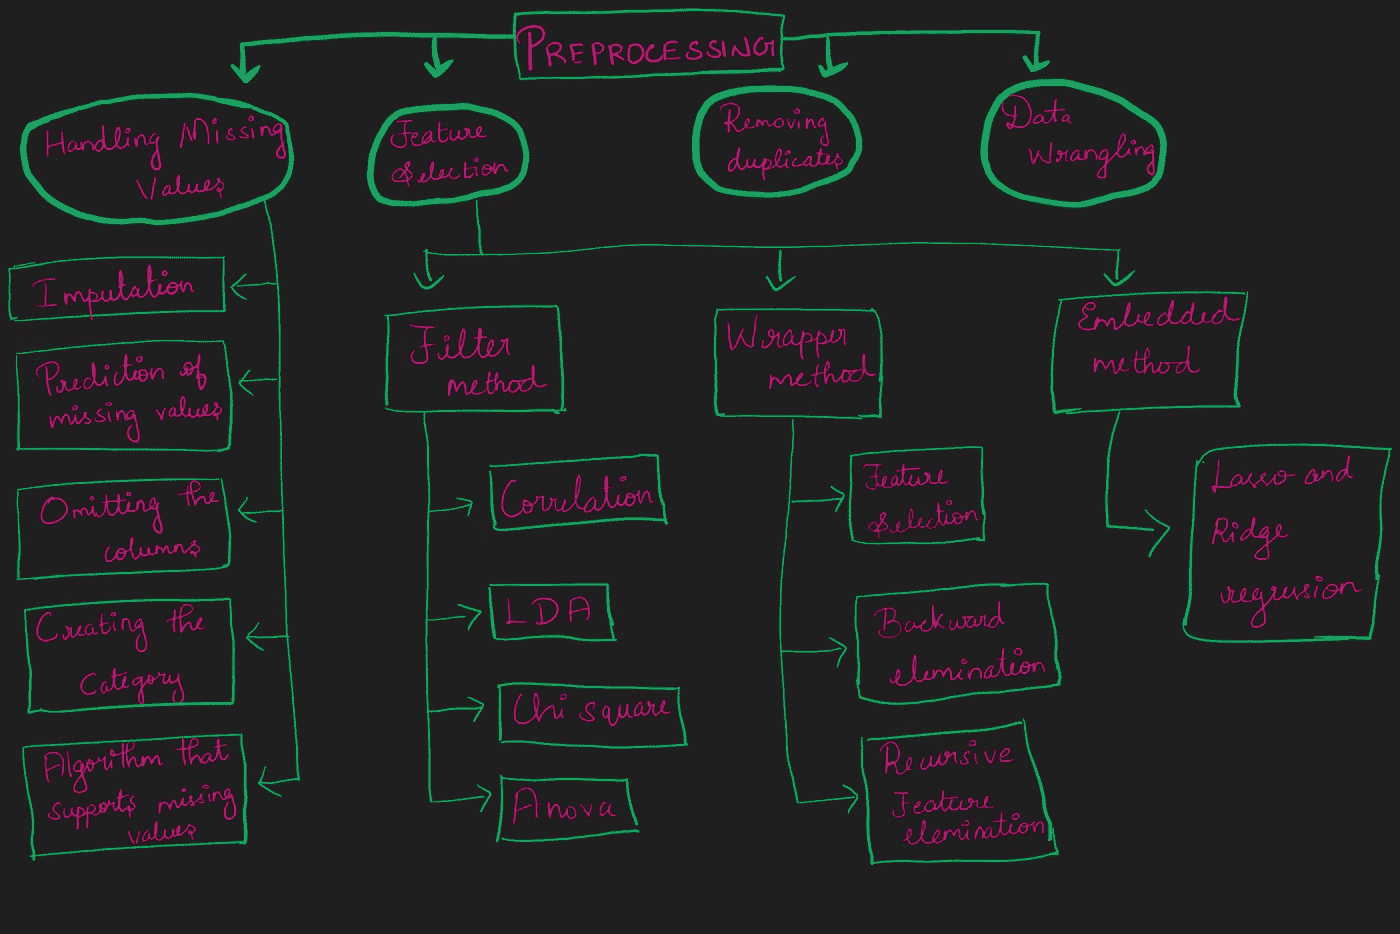 PREPROCESSING
Handling Missing
Values
Feature
Selection
Removing
duplicates
Data
Wrangling
Imputation
Prediction of
missing values
Omitting the
columns
Creating the
Category
Algorithm that
supports missing
values
Filter
method
Correlation
LDA
Chi square
Anova
Wrapper
method
Feature
Selection
Backward
elemination
Recursive
Feature
elemination
Embedded
method
Lasso and
Ridge
regression